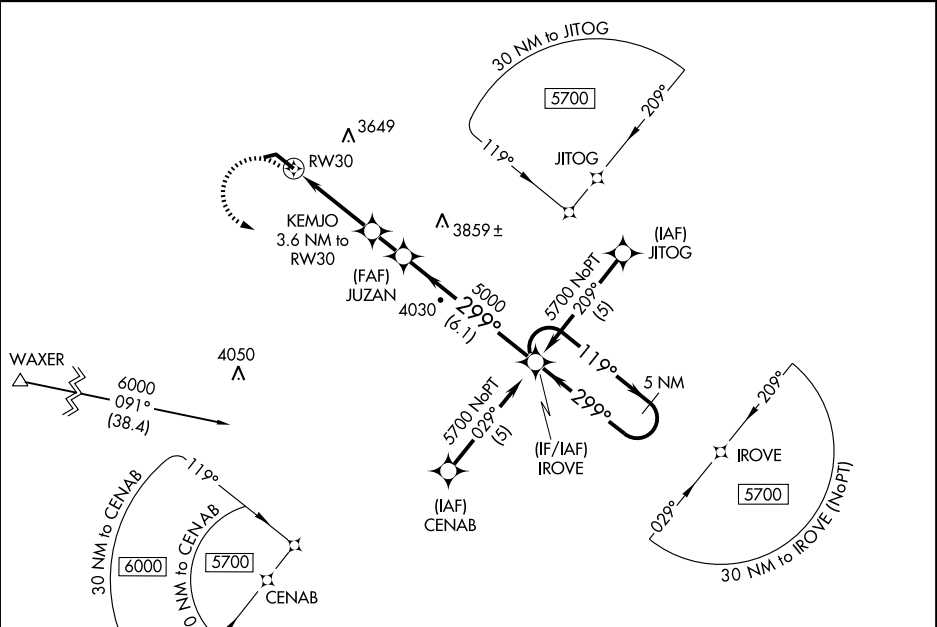 30 NM to JITOG
5700
209°
119°
JITOG
3649
RW30
KEMJO
3.6 NM to
RW30
3859 ±
(FAF)
JUZAN
(IAF)
JITOG
5700 NoPT
209°
(5)
5000
299°
(6.1)
4030
119°
5 NM
299°
WAXER
6000
091°
(38.4)
4050
5700 NoPT
029°
(5)
(IF/IAF)
IROVE
(IAF)
CENAB
209°
IROVE
5700
029°
30 NM to IROVE (NoPT)
119°
30 NM to CENAB
6000
0 NM to CENAB
5700
CENAB